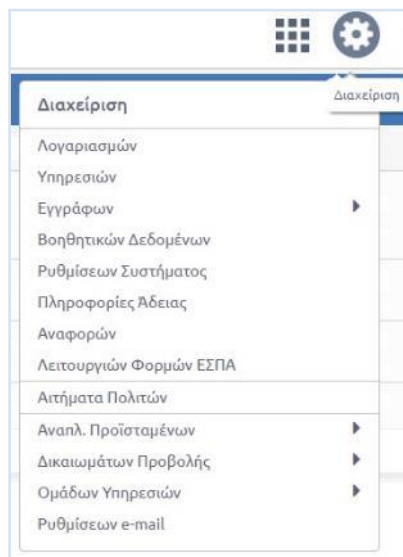 Διαχείριση
Διαχείριση
Λογαριασμών
Υπηρεσιών
Εγγράφων
Βοηθητικών Δεδομένων
Ρυθμίσεων Συστήματος
Πληροφορίες Άδειας
Αναφορών
Λειτουργιών Φορμών ΕΣΠΑ
Αιτήματα Πολιτών
Αναπλ. Προϊσταμένων
Δικαιωμάτων Προβολής
Ομάδων Υπηρεσιών
Ρυθμίσεων e-mail